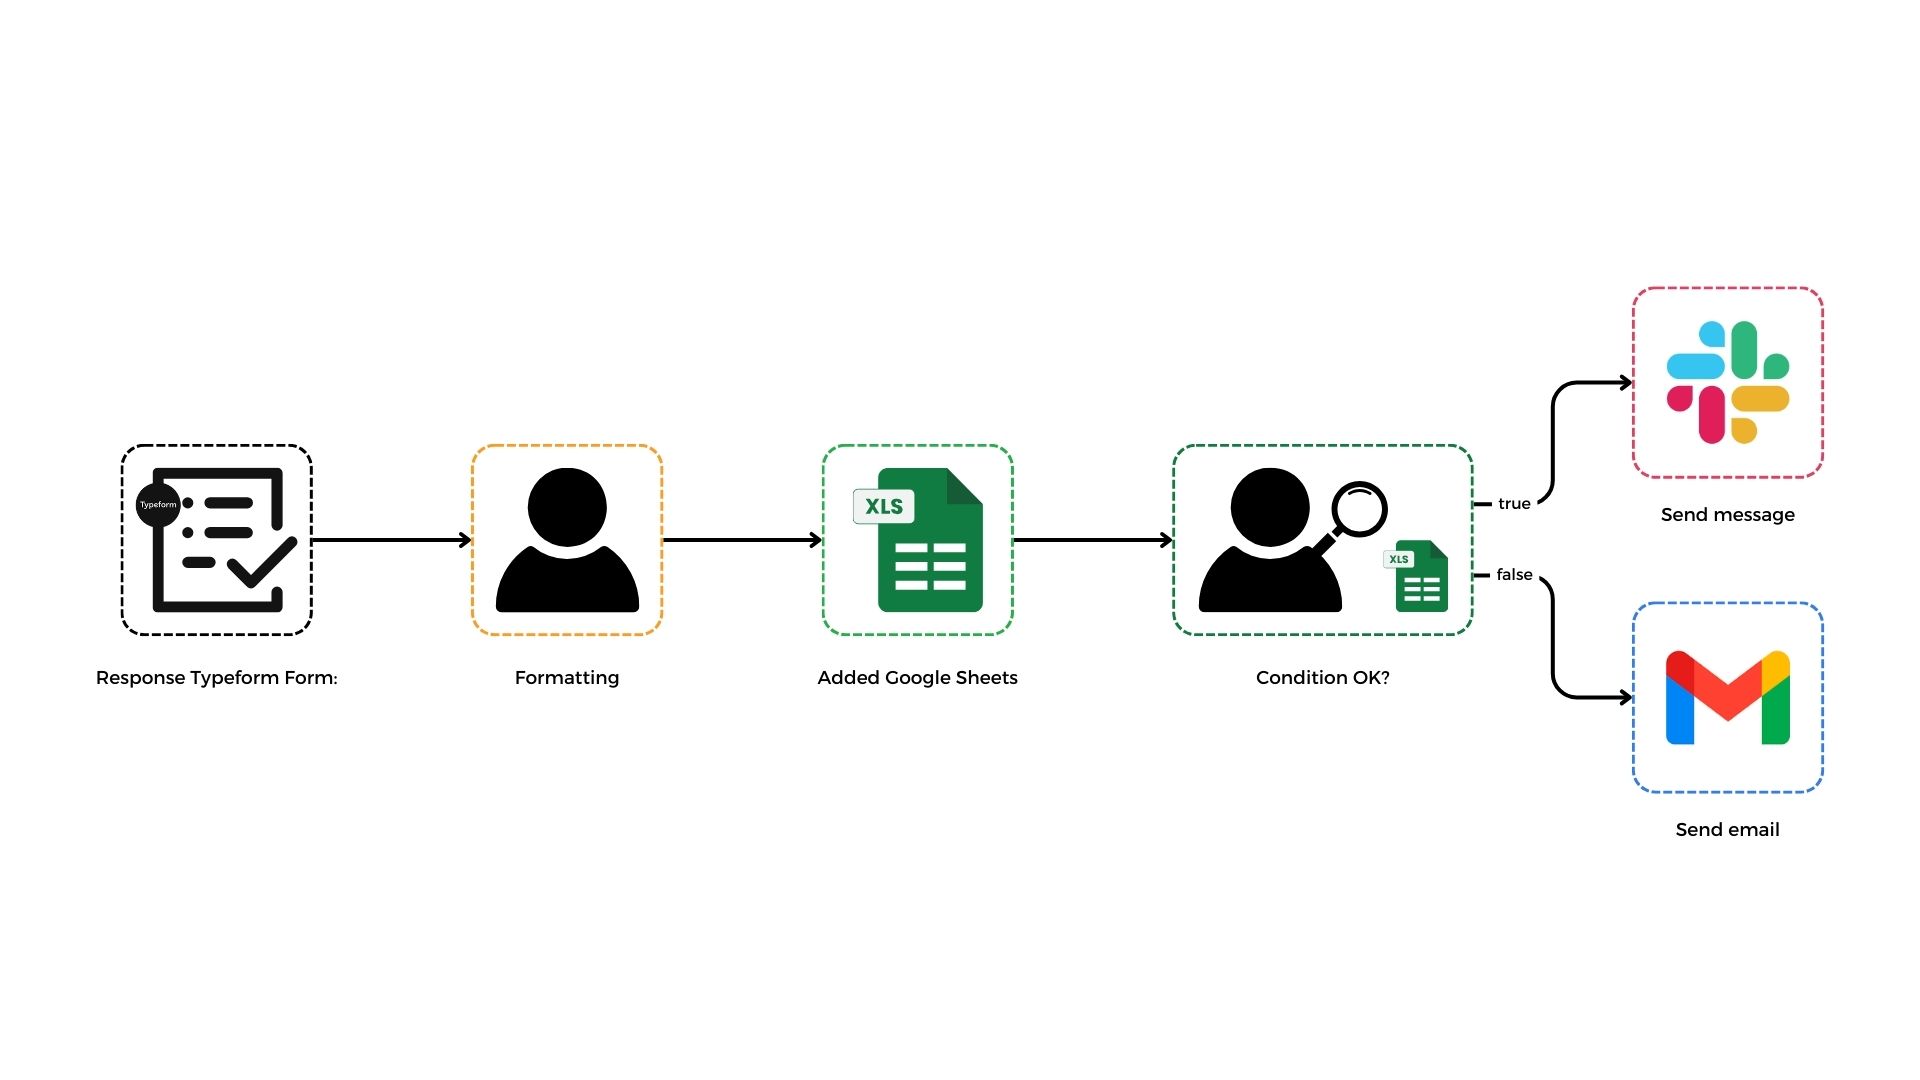 Typeform
Response Typeform Form:
Formatting
XLS
Added Google Sheets
XLS
Condition OK?
true
false
Send message
Send email